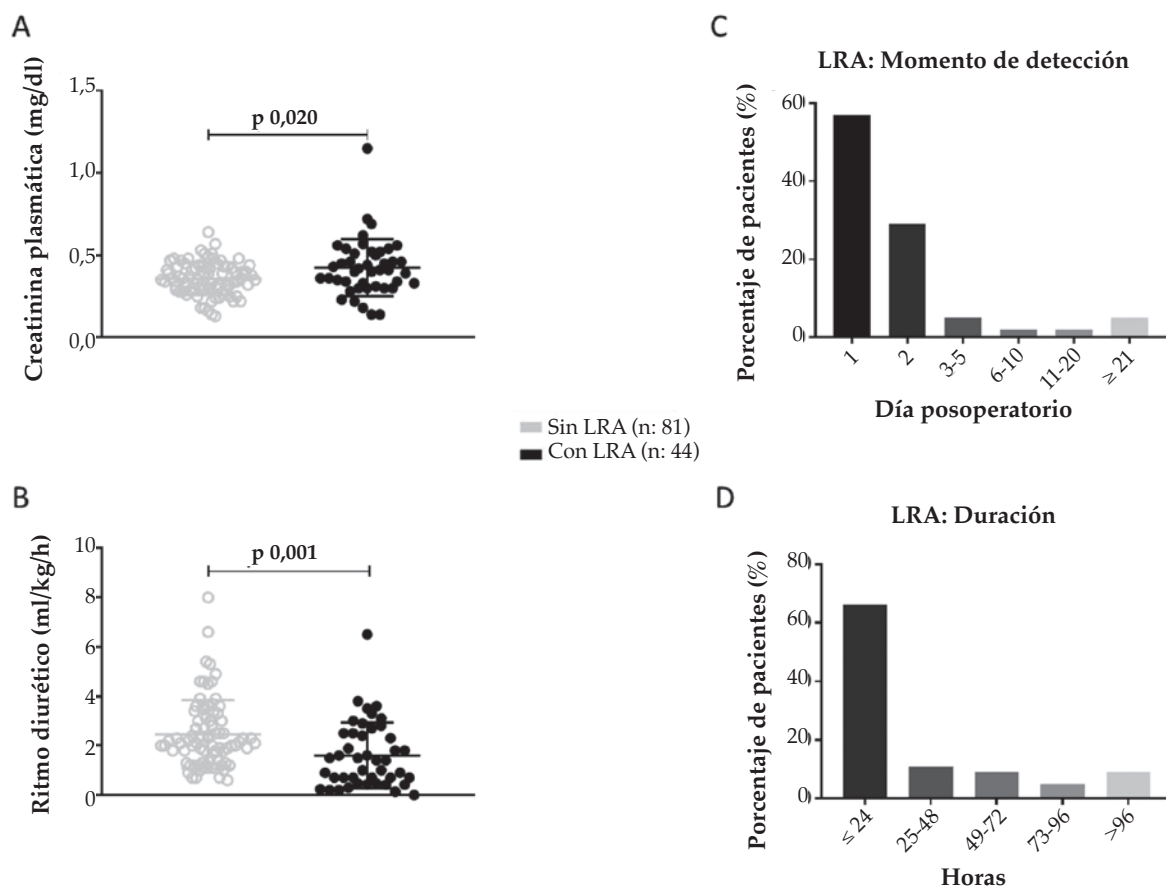 A
Creatinina plasmática (mg/dl)
1,5
1,0
0,5
0,0
p 0,020
C
LRA: Momento de detección
Porcentaje de pacientes (%)
60
40
20
0
1
2
3-5
6-10
11-20
≥ 21
Día posoperatorio
Sin LRA (n: 81)
Con LRA (n: 44)
B
Ritmo diurético (ml/kg/h)
10
8
6
4
2
0
p 0,001
D
LRA: Duración
Porcentaje de pacientes (%)
80
60
40
20
0
≤ 24
25-48
49-72
73-96
>96
Horas